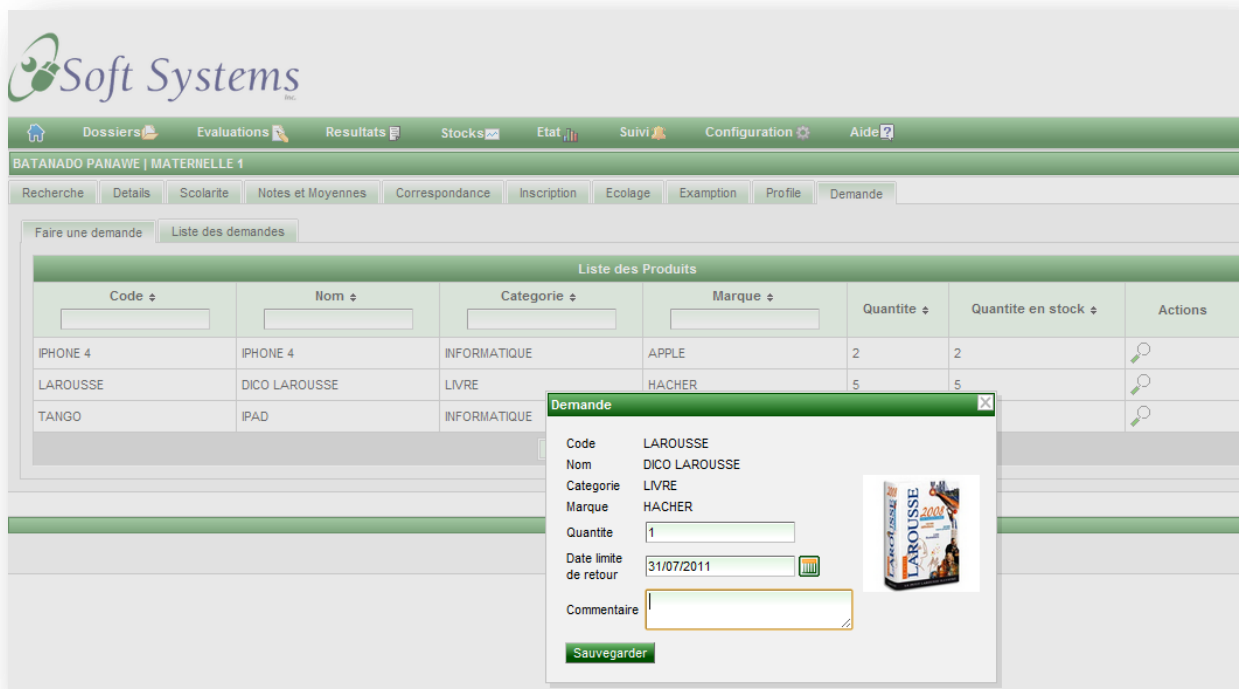 Soft Systems
Inc.
Dossiers Evaluations Resultats Stocks Etat Suivi Configuration Aide
BATANADO PANAWE | MATERNELLE 1
Recherche Details Scolarite Notes et Moyennes Correspondance Inscription Ecolage Examption Profile Demande
Faire une demande Liste des demandes
Liste des Produits
Code Nom Categorie Marque Quantite Quantite en stock Actions
IPHONE 4 IPHONE 4 INFORMATIQUE APPLE 2 2
LAROUSSE DICO LAROUSSE LIVRE HACHER 5 5
TANGO IPAD INFORMATIQUE
Demande
Code LAROUSSE
Nom DICO LAROUSSE
Categorie LIVRE
Marque HACHER
Quantite 1
Date limite
de retour 31/07/2011
Commentaire
Sauvegarder
LAROUSSE
2008
LAROUSSE
2008